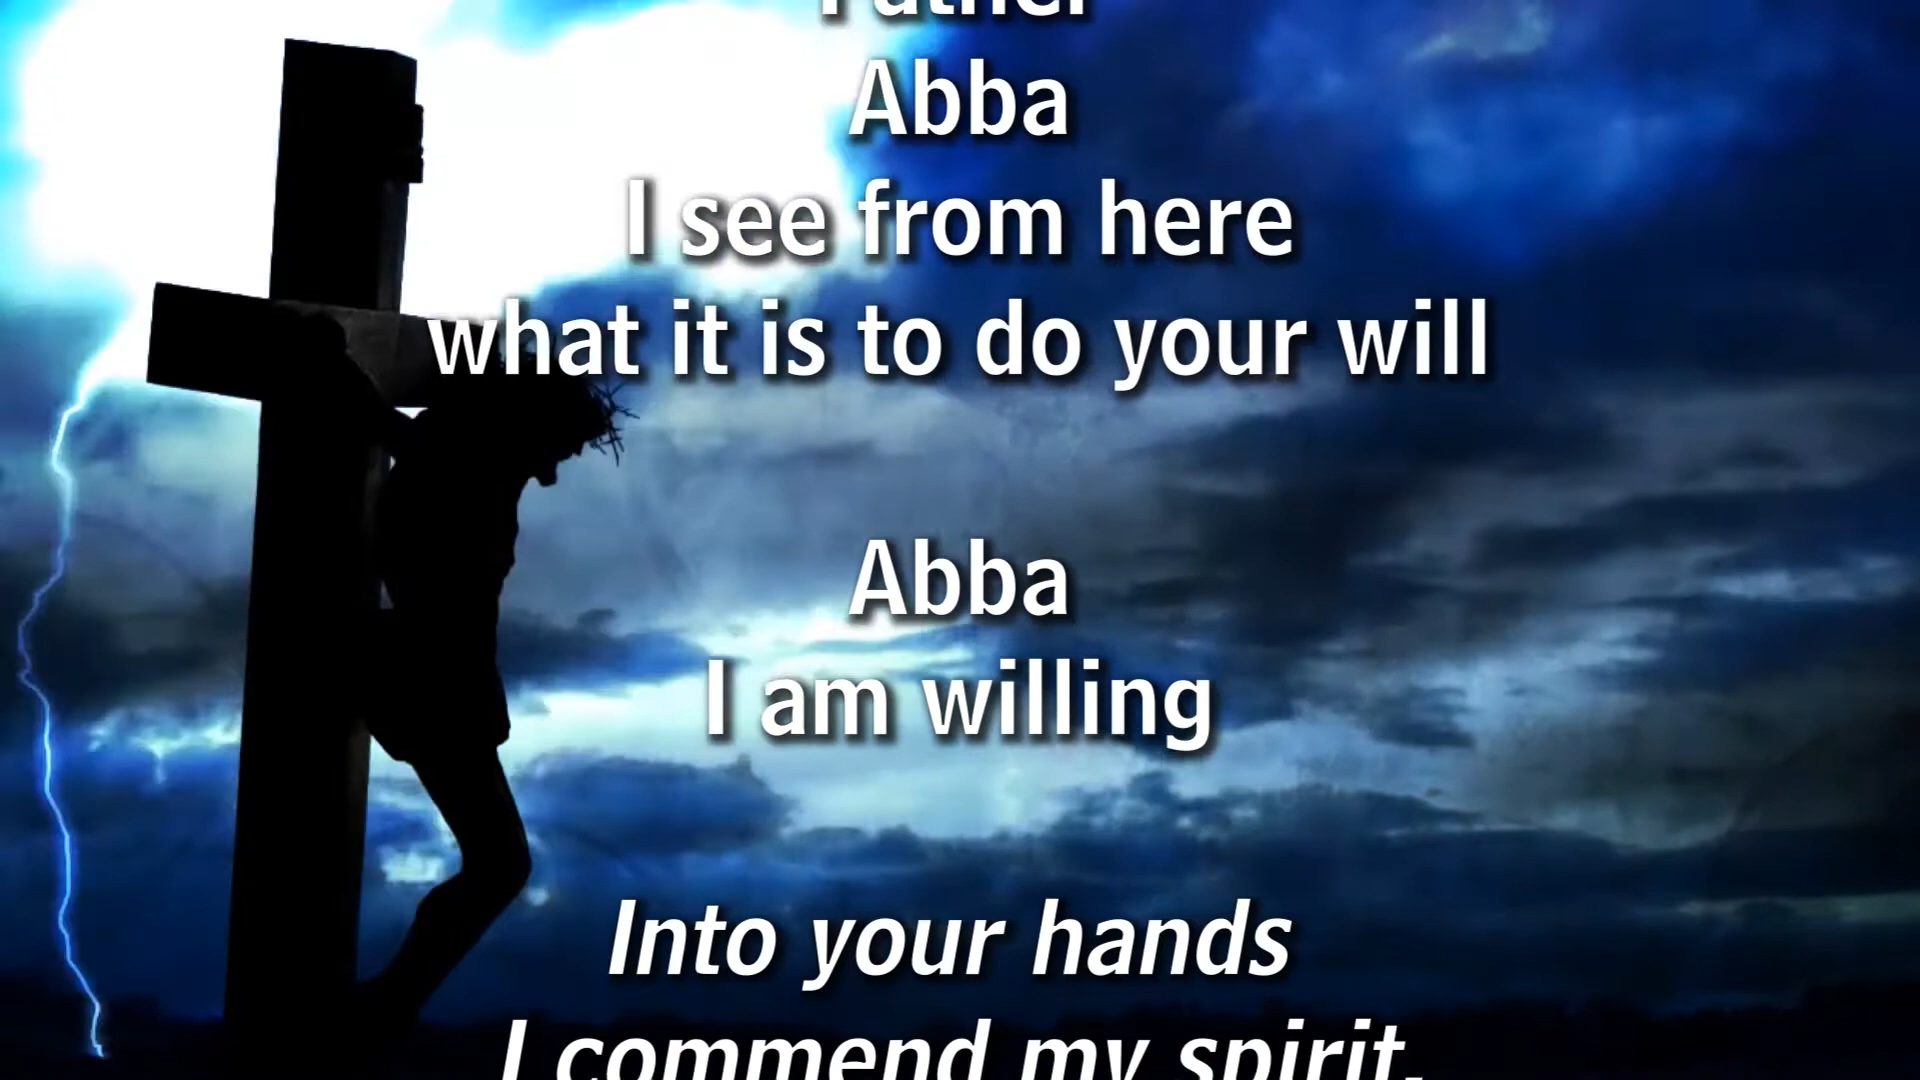 Father
Abba
I see from here
what it is to do your will
Abba
I am willing
Into your hands
I commend my spirit.